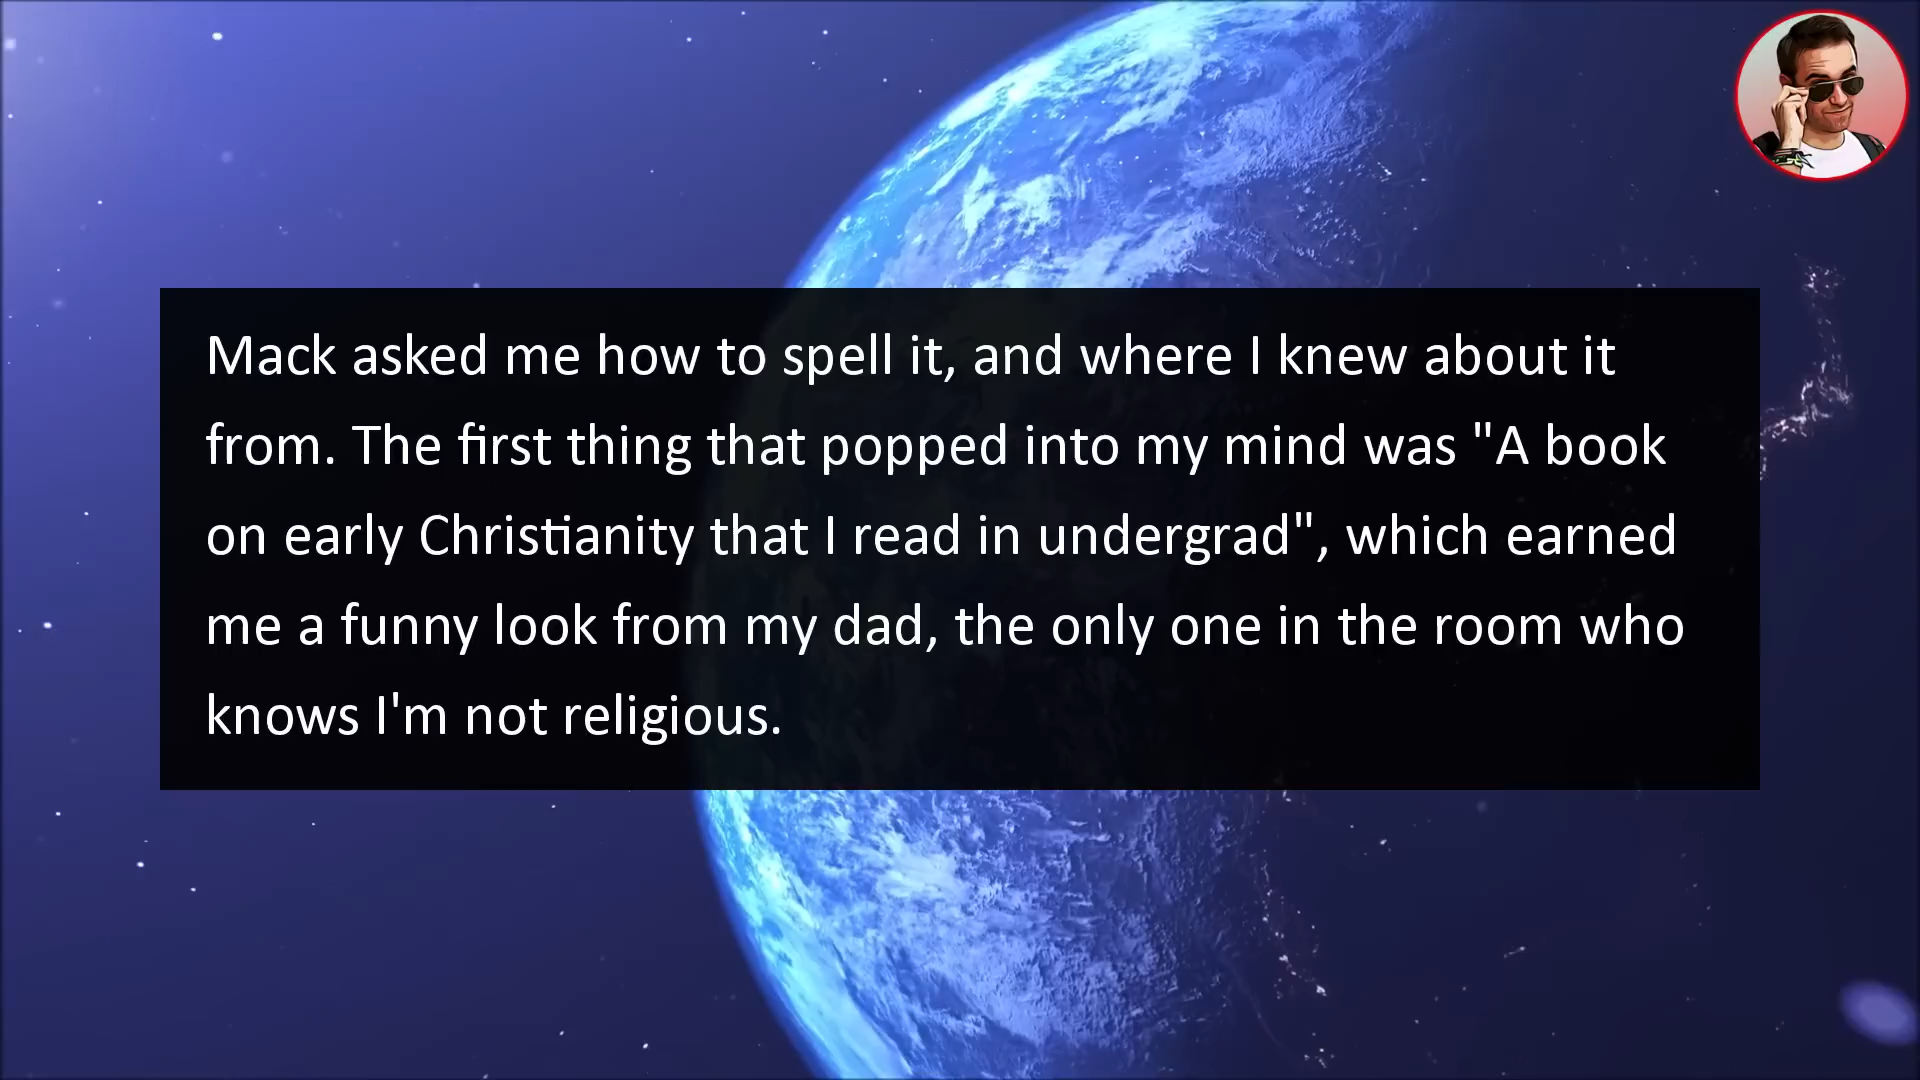 Mack asked me how to spell it, and where I knew about it
from. The first thing that popped into my mind was "A book
on early Christianity that I read in undergrad", which earned
me a funny look from my dad, the only one in the room who
knows I'm not religious.